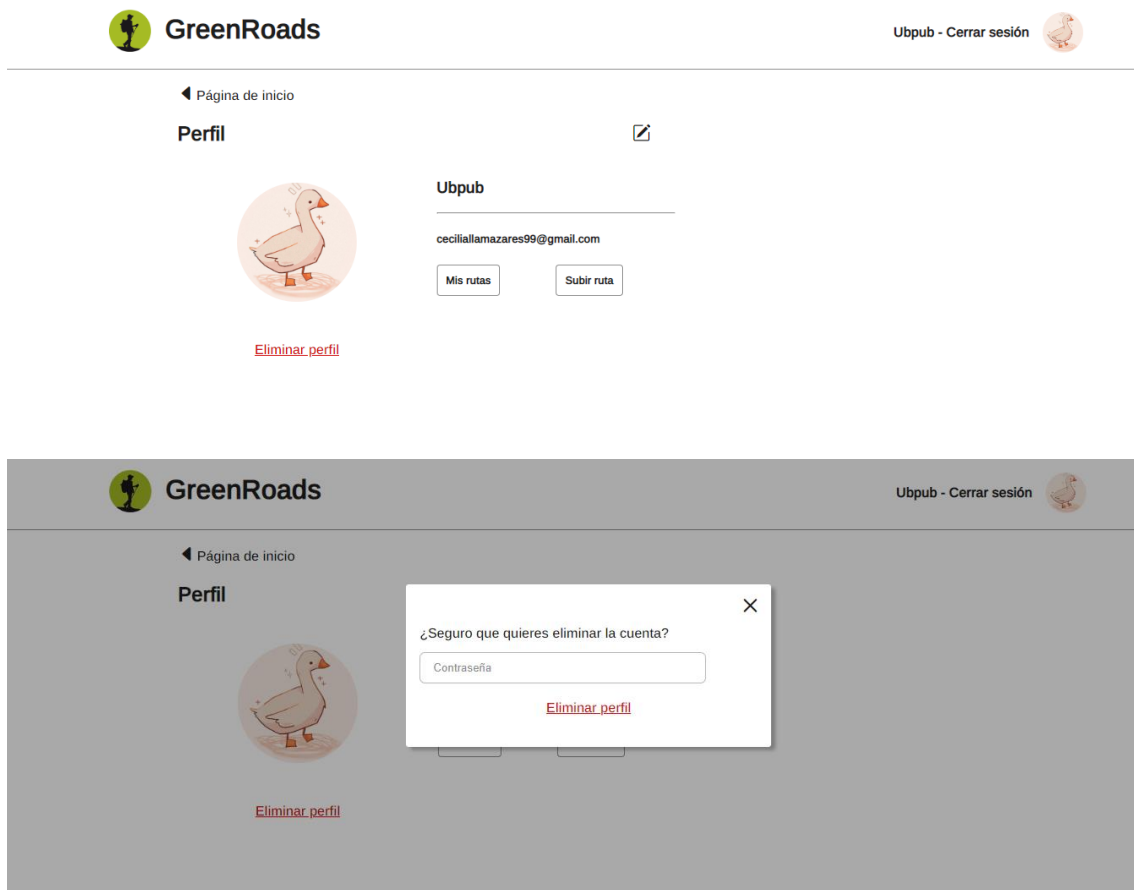 GreenRoads
Ubpub - Cerrar sesión
Página de inicio
Perfil
Ubpub
ceciliallamazares99@gmail.com
Mis rutas
Subir ruta
Eliminar perfil
GreenRoads
Ubpub - Cerrar sesión
Página de inicio
Perfil
¿Seguro que quieres eliminar la cuenta?
Contraseña
Eliminar perfil
Eliminar perfil